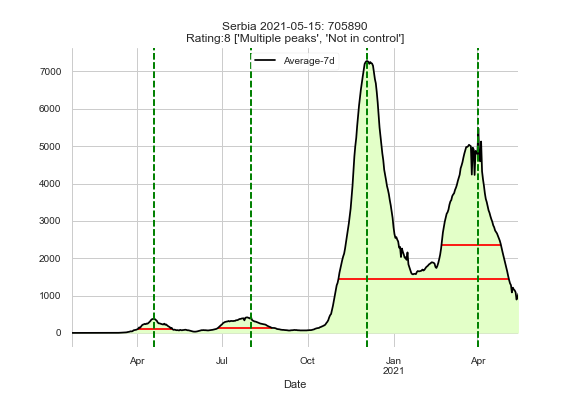 Serbia 2021-05-15: 705890
Rating:8 ['Multiple peaks', 'Not in control']
Average-7d
7000
6000
5000
4000
3000
2000
1000
0
Apr
Jul
Oct
Jan
2021
Apr
Date